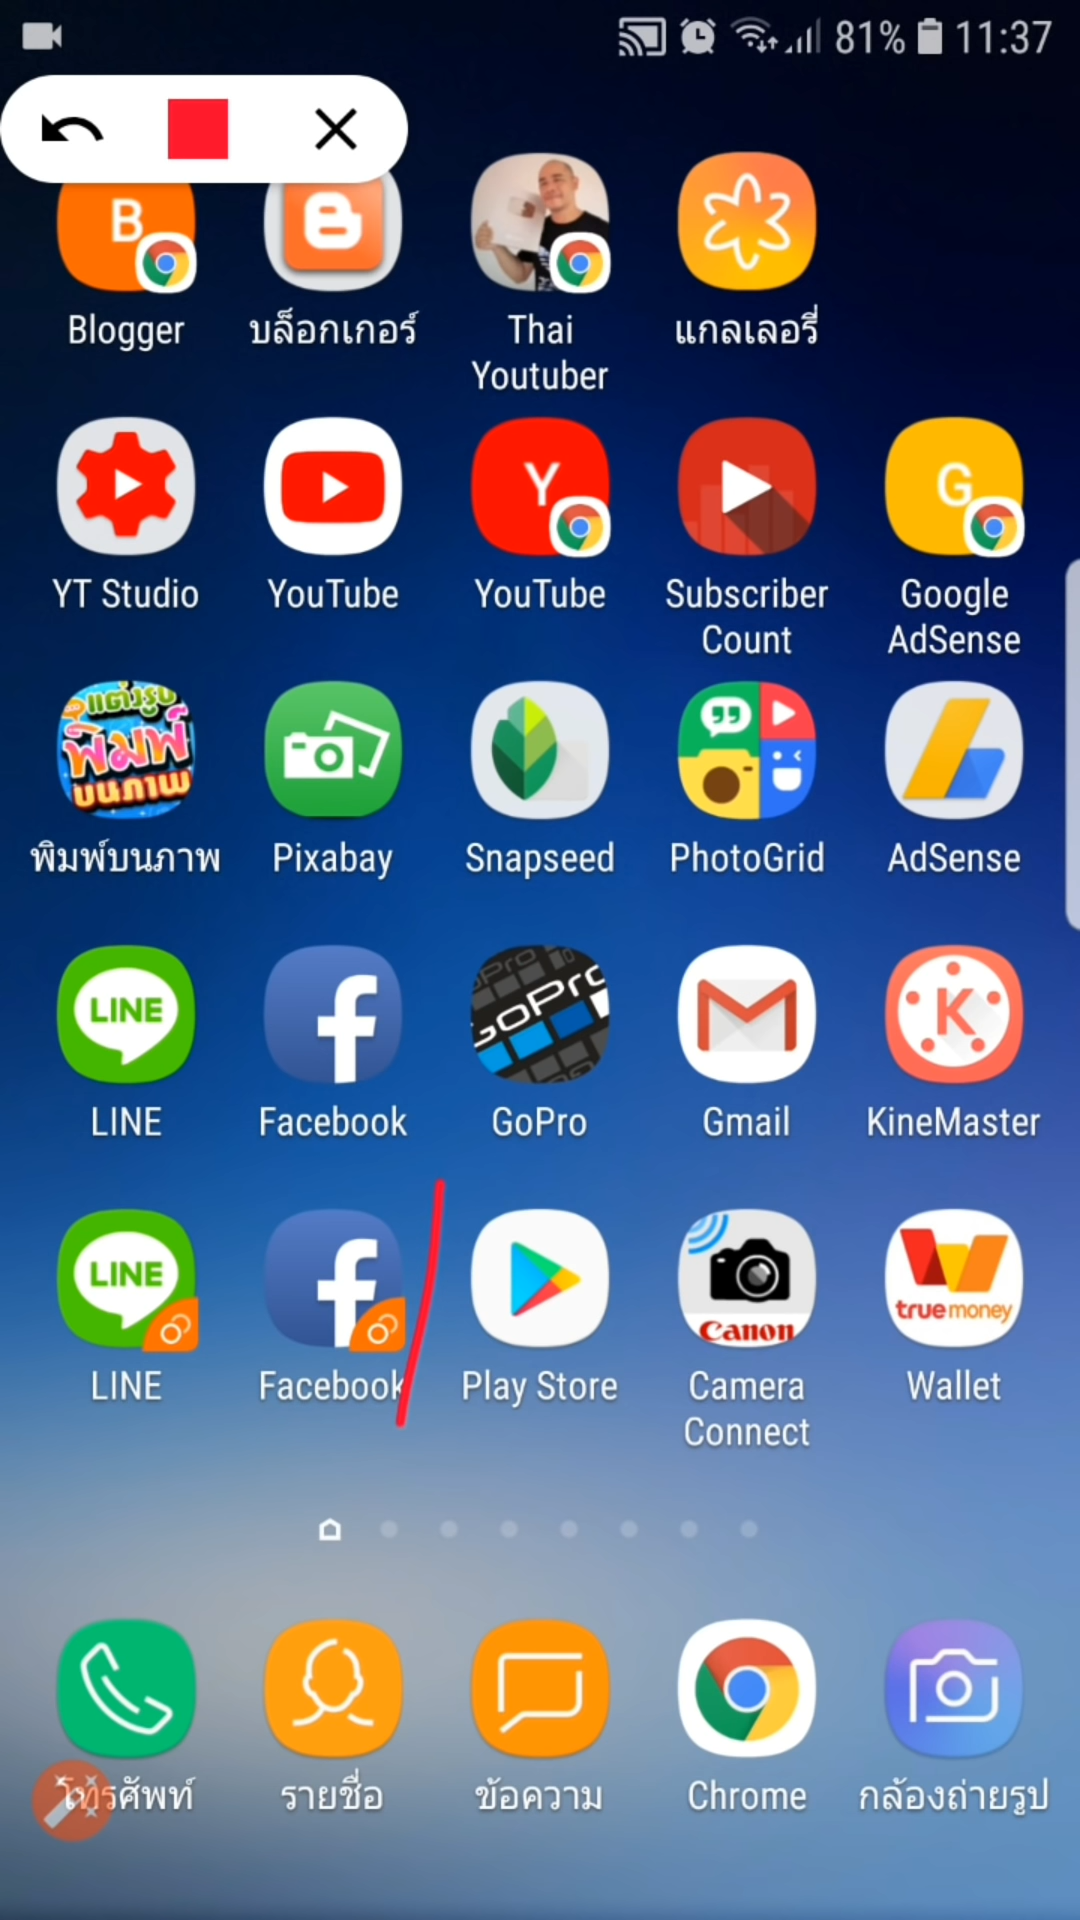 81% 11:37
B
Blogger บล็อกเกอร์ Thai Youtuber แกลเลอรี่
Y G
YT Studio YouTube YouTube Subscriber Count Google AdSense
แต่งรูป
พิมพ์
บนภาพ
พิมพ์บนภาพ Pixabay Snapseed PhotoGrid AdSense
LINE f GoPro M K
LINE Facebook GoPro Gmail KineMaster
LINE f Canon truemoney
LINE Facebook Play Store Camera Connect Wallet
โทรศัพท์ รายชื่อ ข้อความ Chrome กล้องถ่ายรูป